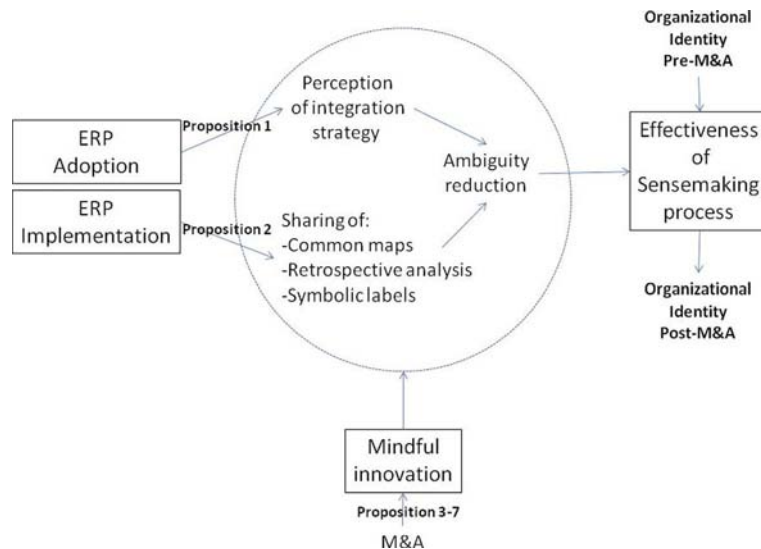 Organizational
Identity
Pre-M&A
Perception
of integration
strategy
Proposition 1
ERP
Adoption
Effectiveness
of
Sensemaking
process
Ambiguity
reduction
ERP
Implementation
Proposition 2
Sharing of:
-Common maps
-Retrospective analysis
-Symbolic labels
Organizational
Identity
Post-M&A
Mindful
innovation
Proposition 3-7
M&A